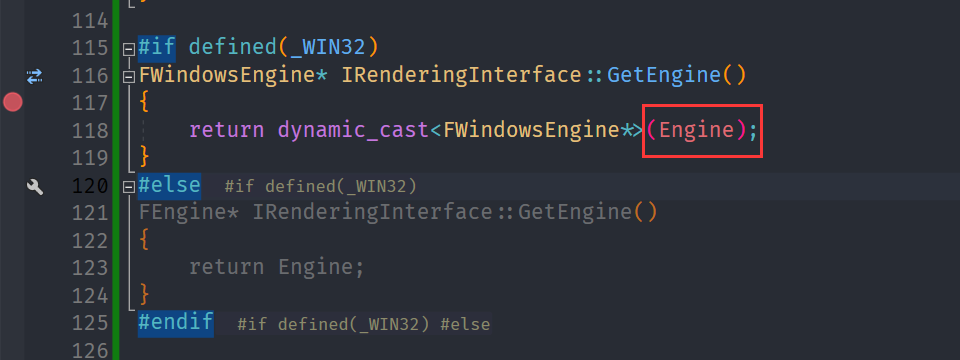 114
115 #if defined(_WIN32)
116 FWindowsEngine* IRenderingInterface::GetEngine()
117 {
118 return dynamic_cast<FWindowsEngine*>(Engine);
119 }
120 #else #if defined(_WIN32)
121 FEngine* IRenderingInterface::GetEngine()
122 {
123 return Engine;
124 }
125 #endif #if defined(_WIN32) #else
126